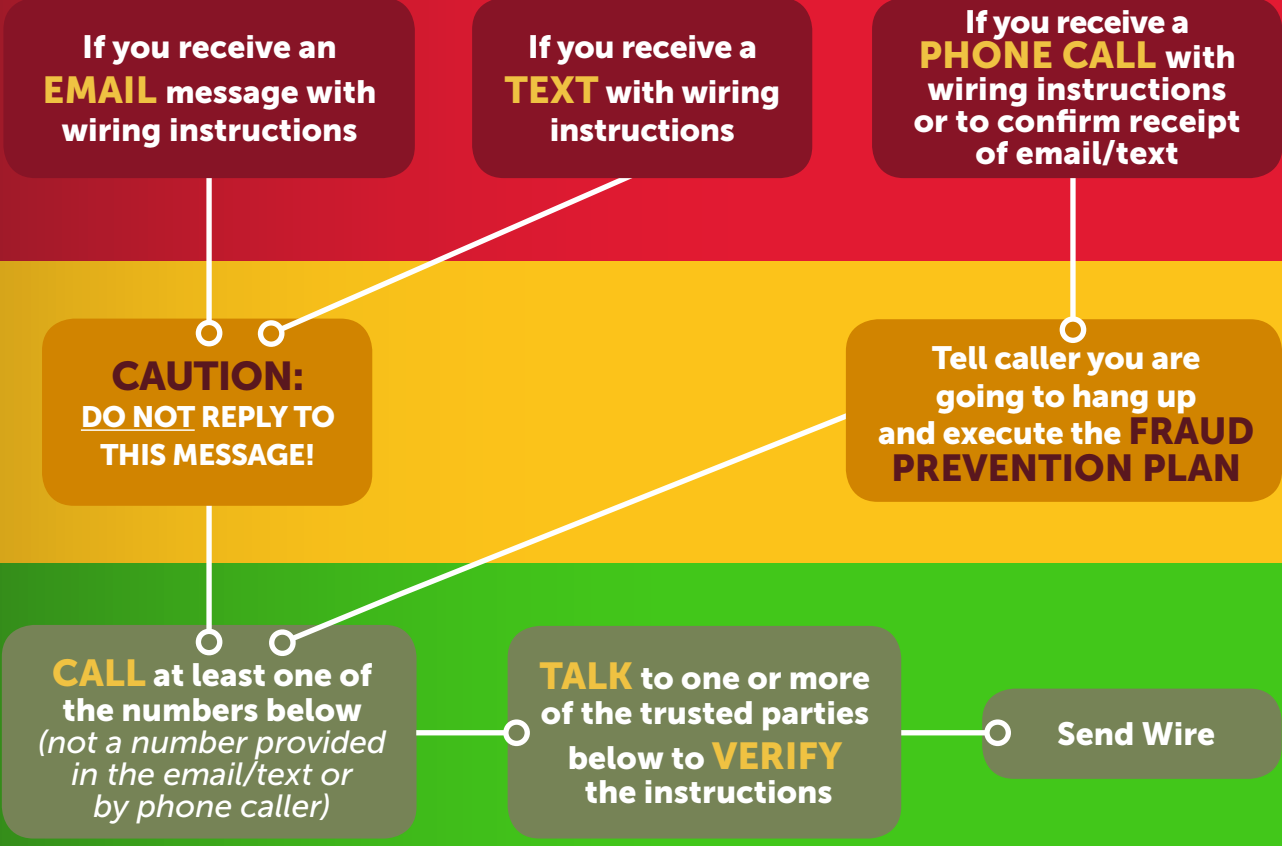 If you receive an
EMAIL message with
wiring instructions
If you receive a
TEXT with wiring
instructions
If you receive a
PHONE CALL with
wiring instructions
or to confirm receipt
of email/text
CAUTION:
DO NOT REPLY TO
THIS MESSAGE!
Tell caller you are
going to hang up
and execute the FRAUD
PREVENTION PLAN
CALL at least one of
the numbers below
(not a number provided
in the email/text or
by phone caller)
TALK to one or more
of the trusted parties
below to VERIFY
the instructions
Send Wire